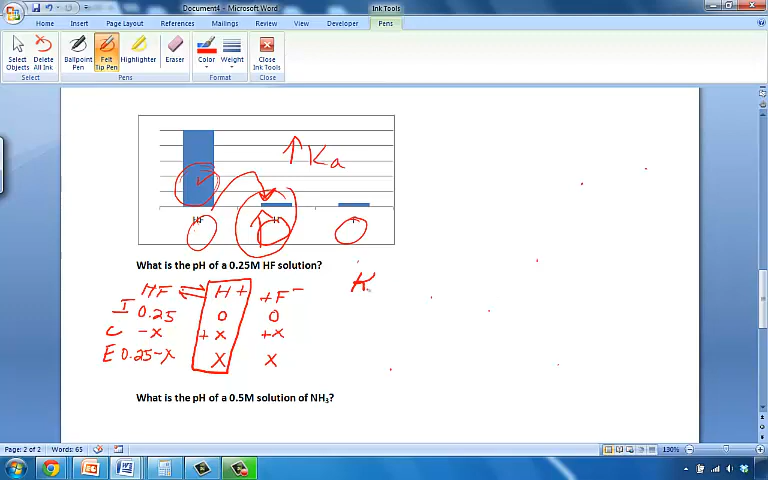 Document4 - Microsoft Word
Ink Tools
Home Insert Page Layout References Mailings Review View Developer Pens
Select Objects
Delete All Ink
Ballpoint Pen
Felt Tip Pen
Highlighter
Eraser
Color
Weight
Close Ink Tools
Select Pens Format Close
↑ Ka
HF H
What is the pH of a 0.25M HF solution?
HF ⇌ H+ + F−
I 0.25 0 0
C -x +x +x
E 0.25-x x x
K
What is the pH of a 0.5M solution of NH₃?
Page: 2 of 2 Words: 65 130%
5:56 PM